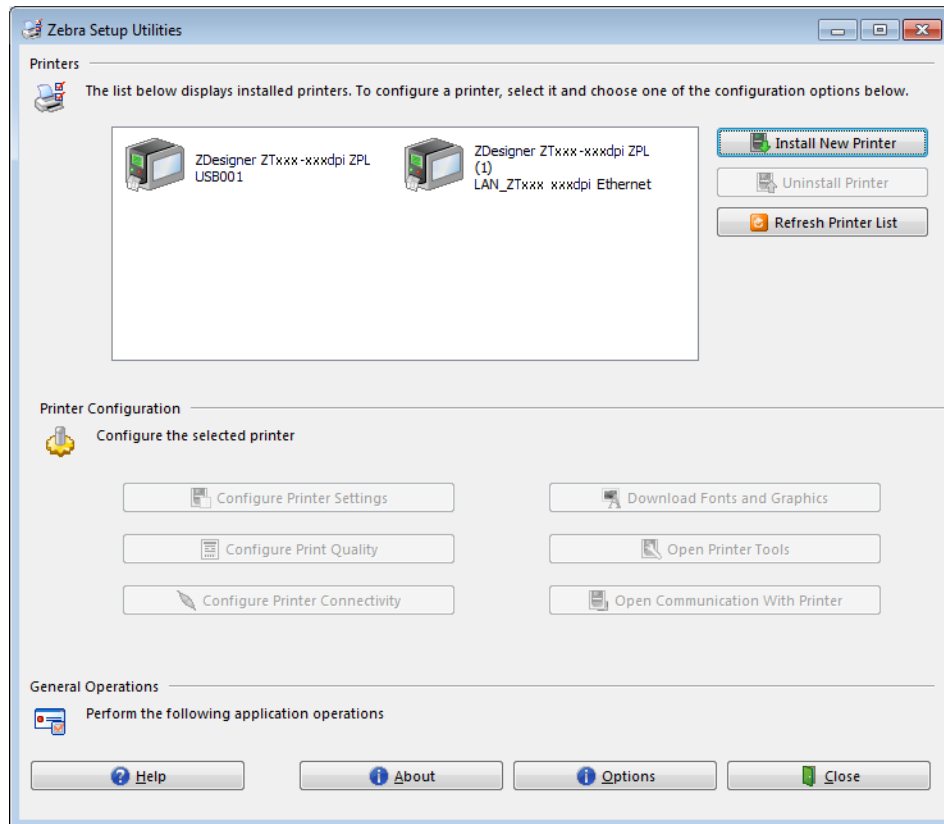 Zebra Setup Utilities
Printers
The list below displays installed printers. To configure a printer, select it and choose one of the configuration options below.
ZDesigner ZTxxx-xxxdpi ZPL
USB001
ZDesigner ZTxxx-xxxdpi ZPL
(1)
LAN_ZTxxx xxxdpi Ethernet
Install New Printer
Uninstall Printer
Refresh Printer List
Printer Configuration
Configure the selected printer
Configure Printer Settings
Download Fonts and Graphics
Configure Print Quality
Open Printer Tools
Configure Printer Connectivity
Open Communication With Printer
General Operations
Perform the following application operations
Help
About
Options
Close